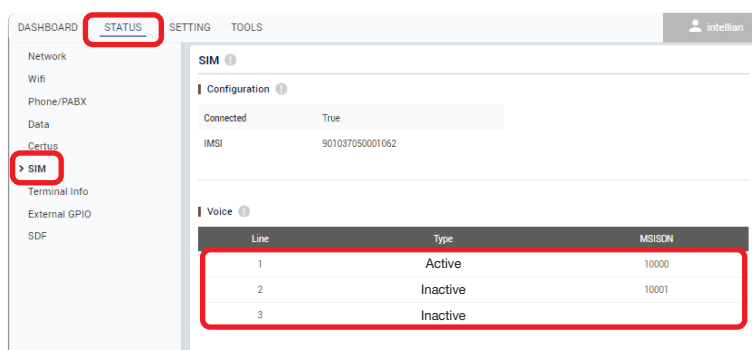 DASHBOARD STATUS SETTING TOOLS intellian
Network
Wifi
Phone/PABX
Data
Certus
> SIM
Terminal Info
External GPIO
SDF
SIM
Configuration
Connected True
IMSI 901037050001062
Voice
Line Type MSISDN
1 Active 10000
2 Inactive 10001
3 Inactive